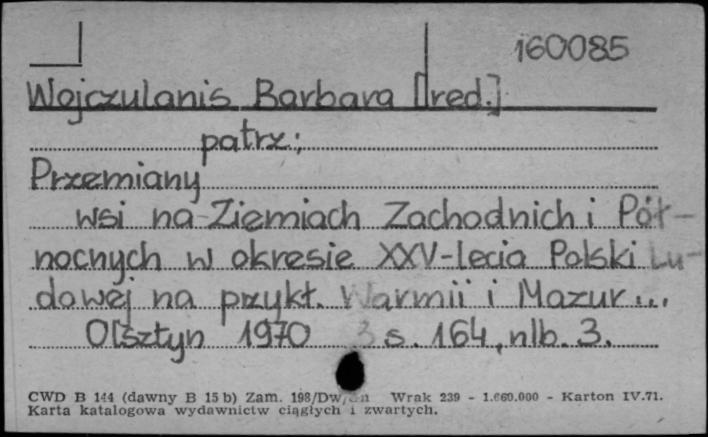 160085
Wojczulanis Barbara [red.]
patrz:
Przemiany
wsi na Ziemiach Zachodnich i Pół-
nocnych w okresie XXV-lecia Polski Lu-
dowej na przykł. Warmii i Mazur...
Olsztyn 1970 s. 164, nlb. 3.
CWD B 144 (dawny B 15 b) Zam. 198/Dw/ Wrak 239 - 1.660.000 - Karton IV.71.
Karta katalogowa wydawnictw ciągłych i zwartych.